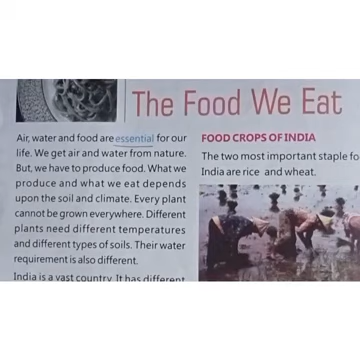 The Food We Eat
Air, water and food are essential for our
life. We get air and water from nature.
But, we have to produce food. What we
produce and what we eat depends
upon the soil and climate. Every plant
cannot be grown everywhere. Different
plants need different temperatures
and different types of soils. Their water
requirement is also different.
India is a vast country. It has different
FOOD CROPS OF INDIA
The two most important staple fo
India are rice and wheat.